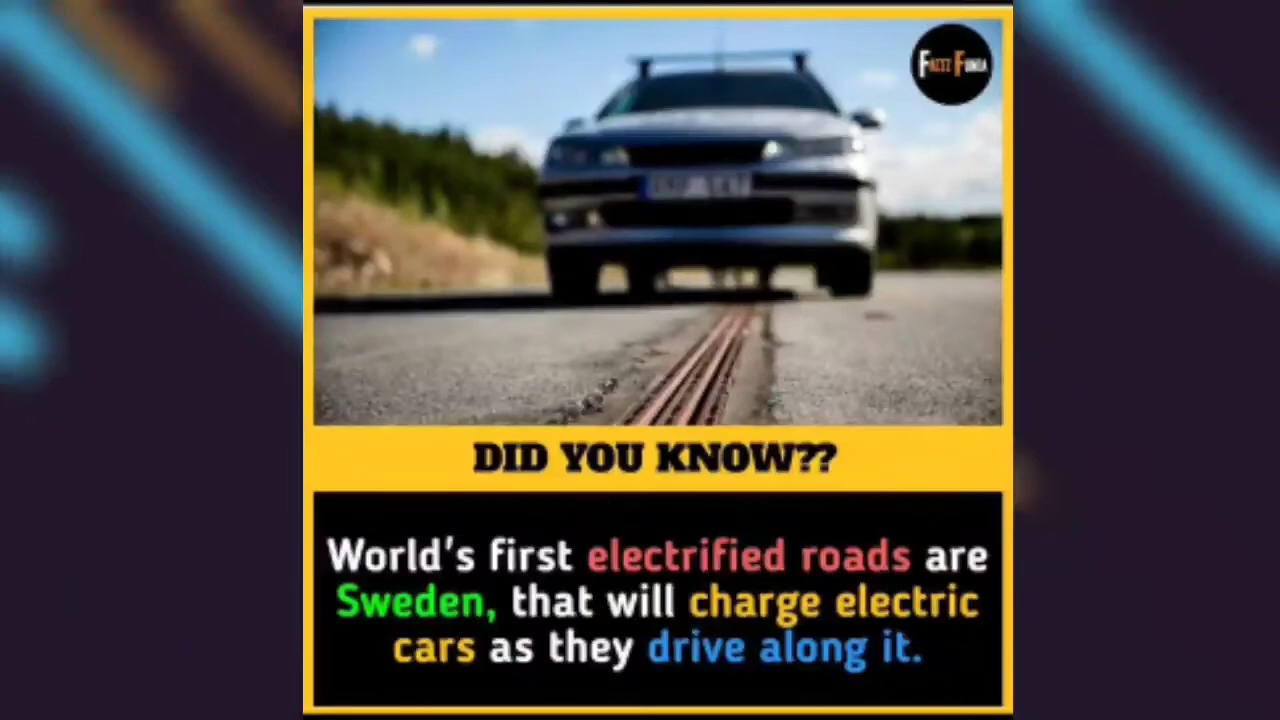 DID YOU KNOW??
World's first electrified roads are
Sweden, that will charge electric
cars as they drive along it.